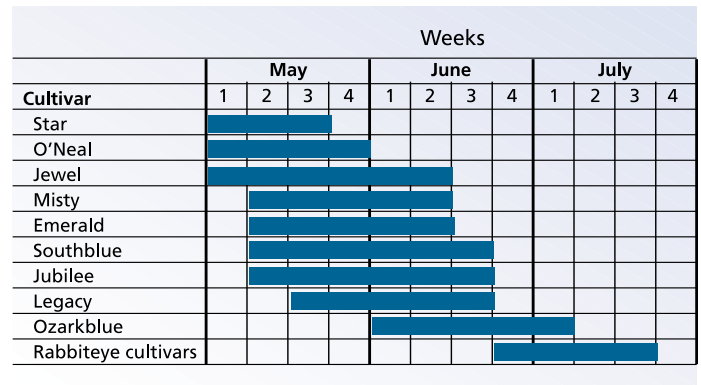 Weeks
May June July
Cultivar 1 2 3 4 1 2 3 4 1 2 3 4
Star
O’Neal
Jewel
Misty
Emerald
Southblue
Jubilee
Legacy
Ozarkblue
Rabbiteye cultivars